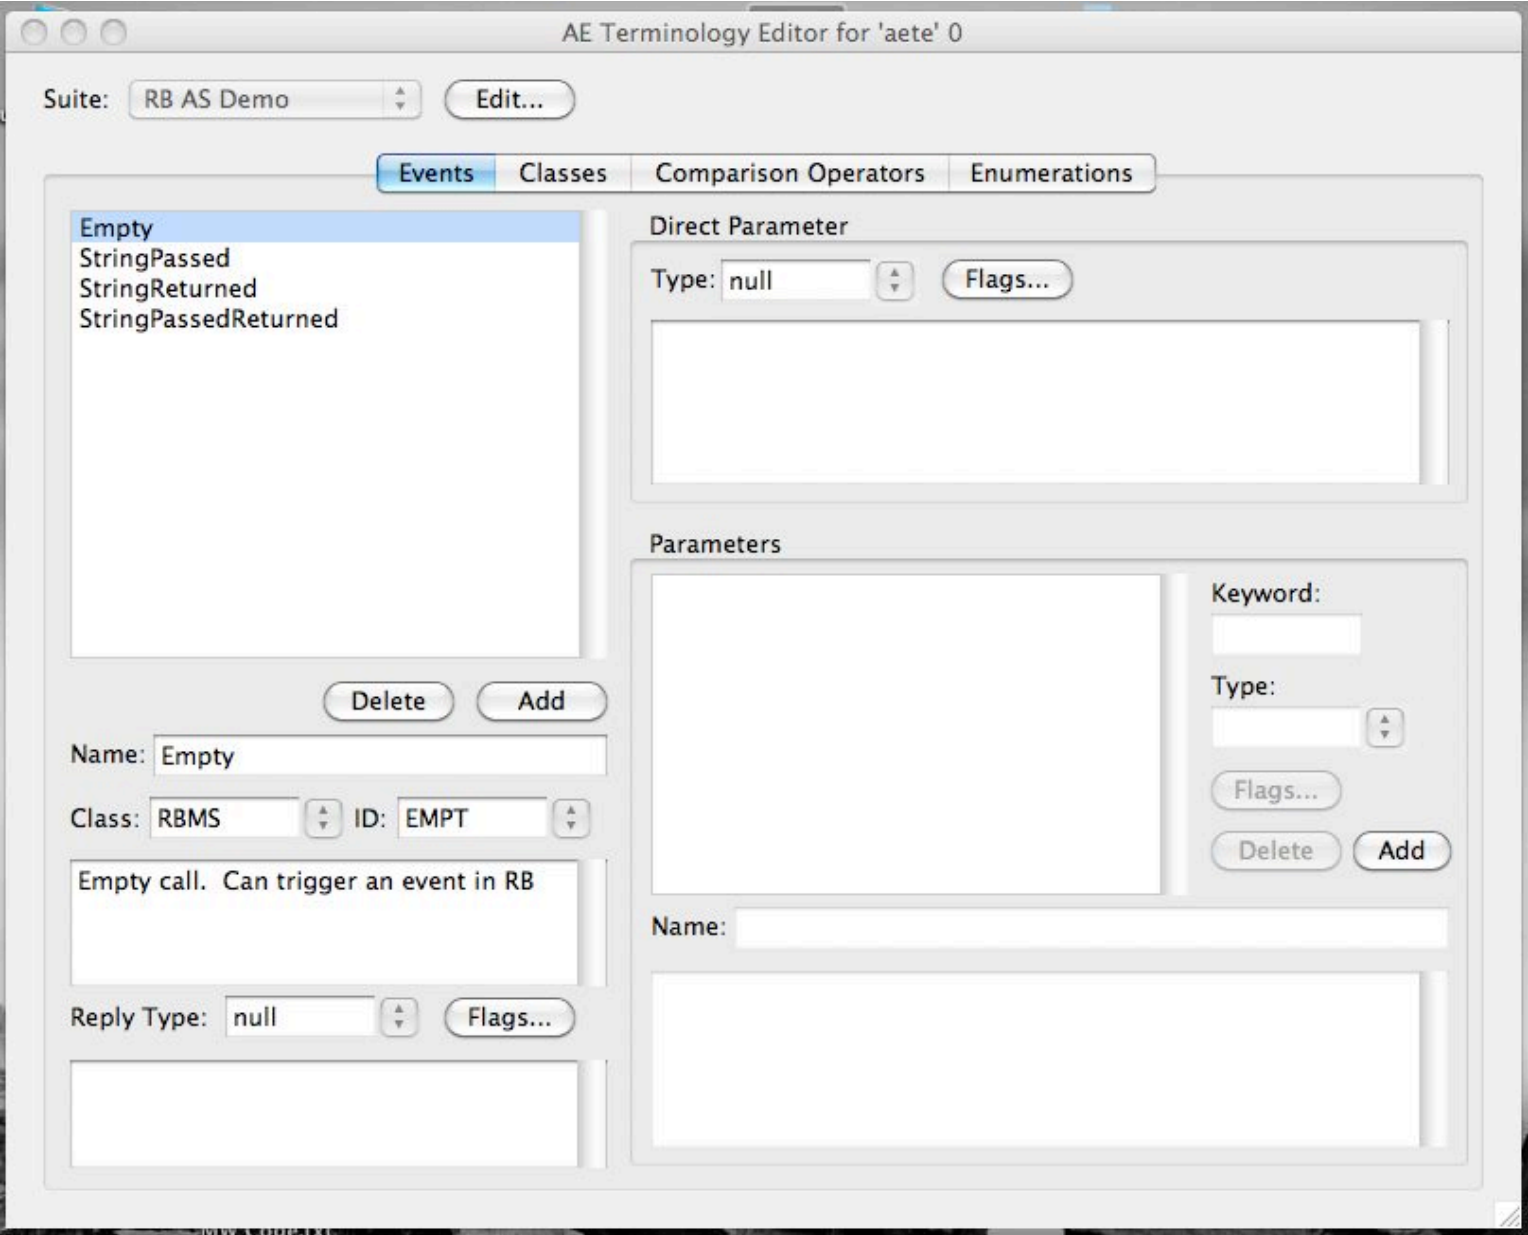 AE Terminology Editor for 'aete' 0
Suite: RB AS Demo Edit...
Events Classes Comparison Operators Enumerations
Empty
StringPassed
StringReturned
StringPassedReturned
Delete Add
Name: Empty
Class: RBMS ID: EMPT
Empty call.  Can trigger an event in RB
Reply Type: null Flags...
Direct Parameter
Type: null Flags...
Parameters
Keyword:
Type:
Flags...
Delete Add
Name: